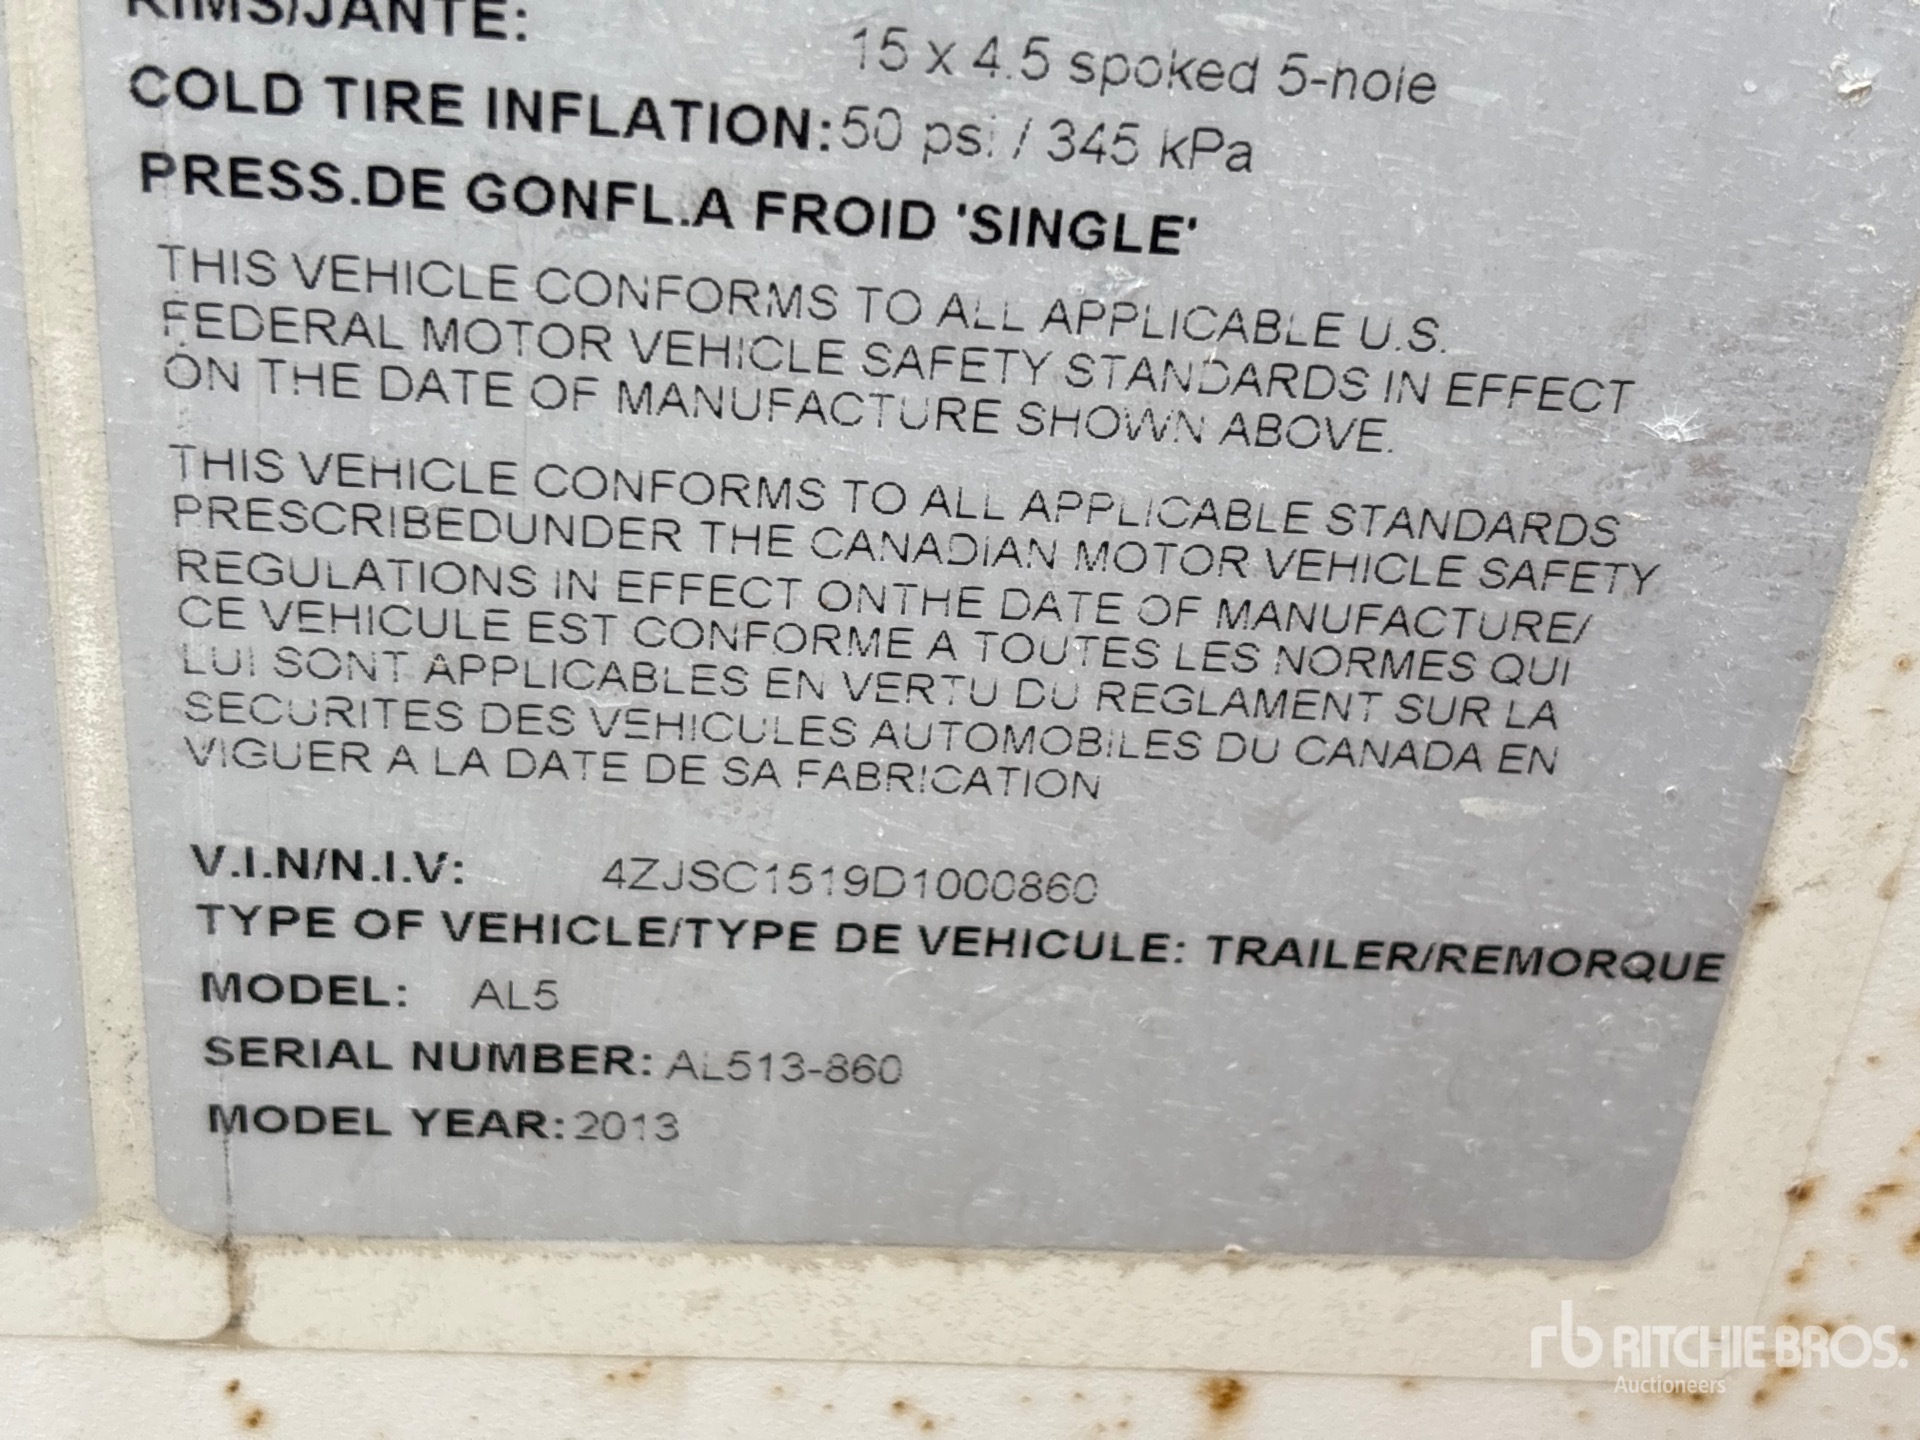 RIMS/JANTE: 15 x 4.5 spoked 5-hole
COLD TIRE INFLATION: 50 psi / 345 kPa
PRESS.DE GONFL.A FROID 'SINGLE'
THIS VEHICLE CONFORMS TO ALL APPLICABLE U.S.
FEDERAL MOTOR VEHICLE SAFETY STANDARDS IN EFFECT
ON THE DATE OF MANUFACTURE SHOWN ABOVE.
THIS VEHICLE CONFORMS TO ALL APPLICABLE STANDARDS
PRESCRIBEDUNDER THE CANADIAN MOTOR VEHICLE SAFETY
REGULATIONS IN EFFECT ONTHE DATE OF MANUFACTURE/
CE VEHICULE EST CONFORME A TOUTES LES NORMES QUI
LUI SONT APPLICABLES EN VERTU DU REGLAMENT SUR LA
SECURITES DES VEHICULES AUTOMOBILES DU CANADA EN
VIGUER A LA DATE DE SA FABRICATION
V.I.N/N.I.V: 4ZJSC1519D1000860
TYPE OF VEHICLE/TYPE DE VEHICULE: TRAILER/REMORQUE
MODEL: AL5
SERIAL NUMBER: AL513-860
MODEL YEAR: 2013
rb RITCHIE BROS.
Auctioneers